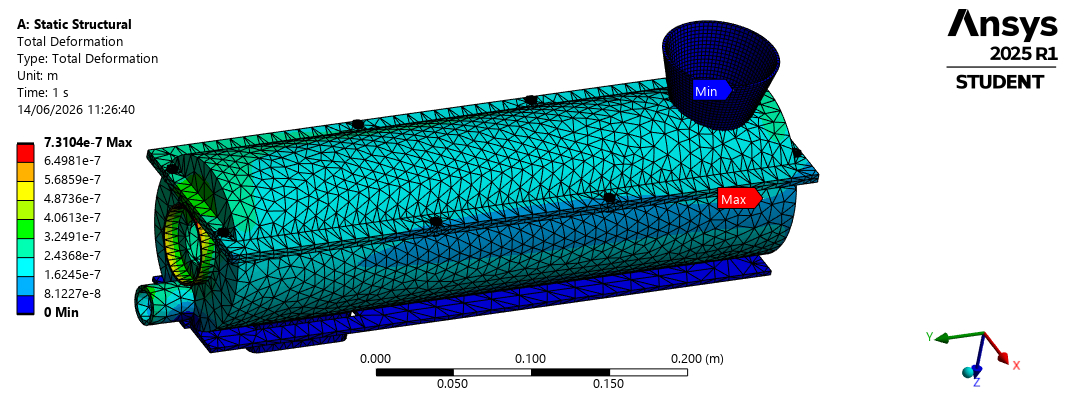 A: Static Structural
Total Deformation
Type: Total Deformation
Unit: m
Time: 1 s
14/06/2026 11:26:40
7.3104e-7 Max
6.4981e-7
5.6859e-7
4.8736e-7
4.0613e-7
3.2491e-7
2.4368e-7
1.6245e-7
8.1227e-8
0 Min
Ansys
2025 R1
STUDENT
Min
Max
0.000 0.100 0.200 (m)
0.050 0.150
Y
X
Z